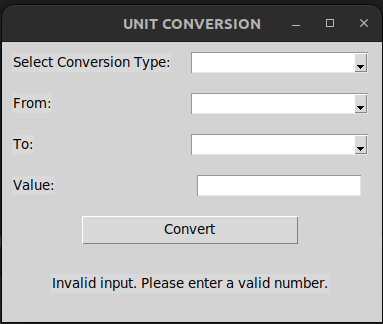 UNIT CONVERSION
Select Conversion Type:
From:
To:
Value:
Convert
Invalid input. Please enter a valid number.